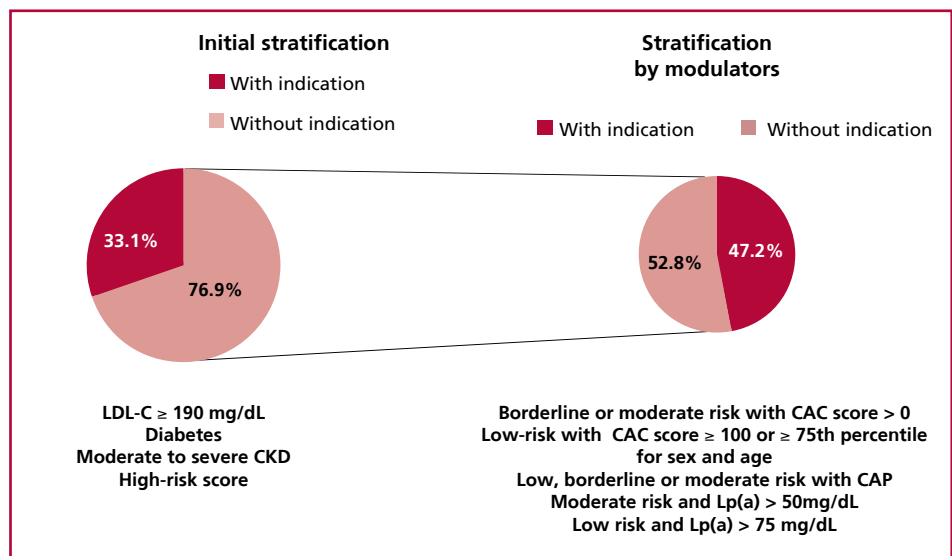 Initial stratification
With indication
Without indication
33.1%
76.9%
LDL-C ≥ 190 mg/dL
Diabetes
Moderate to severe CKD
High-risk score
Stratification
by modulators
With indication
Without indication
52.8%
47.2%
Borderline or moderate risk with CAC score > 0
Low-risk with CAC score ≥ 100 or ≥ 75th percentile
for sex and age
Low, borderline or moderate risk with CAP
Moderate risk and Lp(a) > 50mg/dL
Low risk and Lp(a) > 75 mg/dL